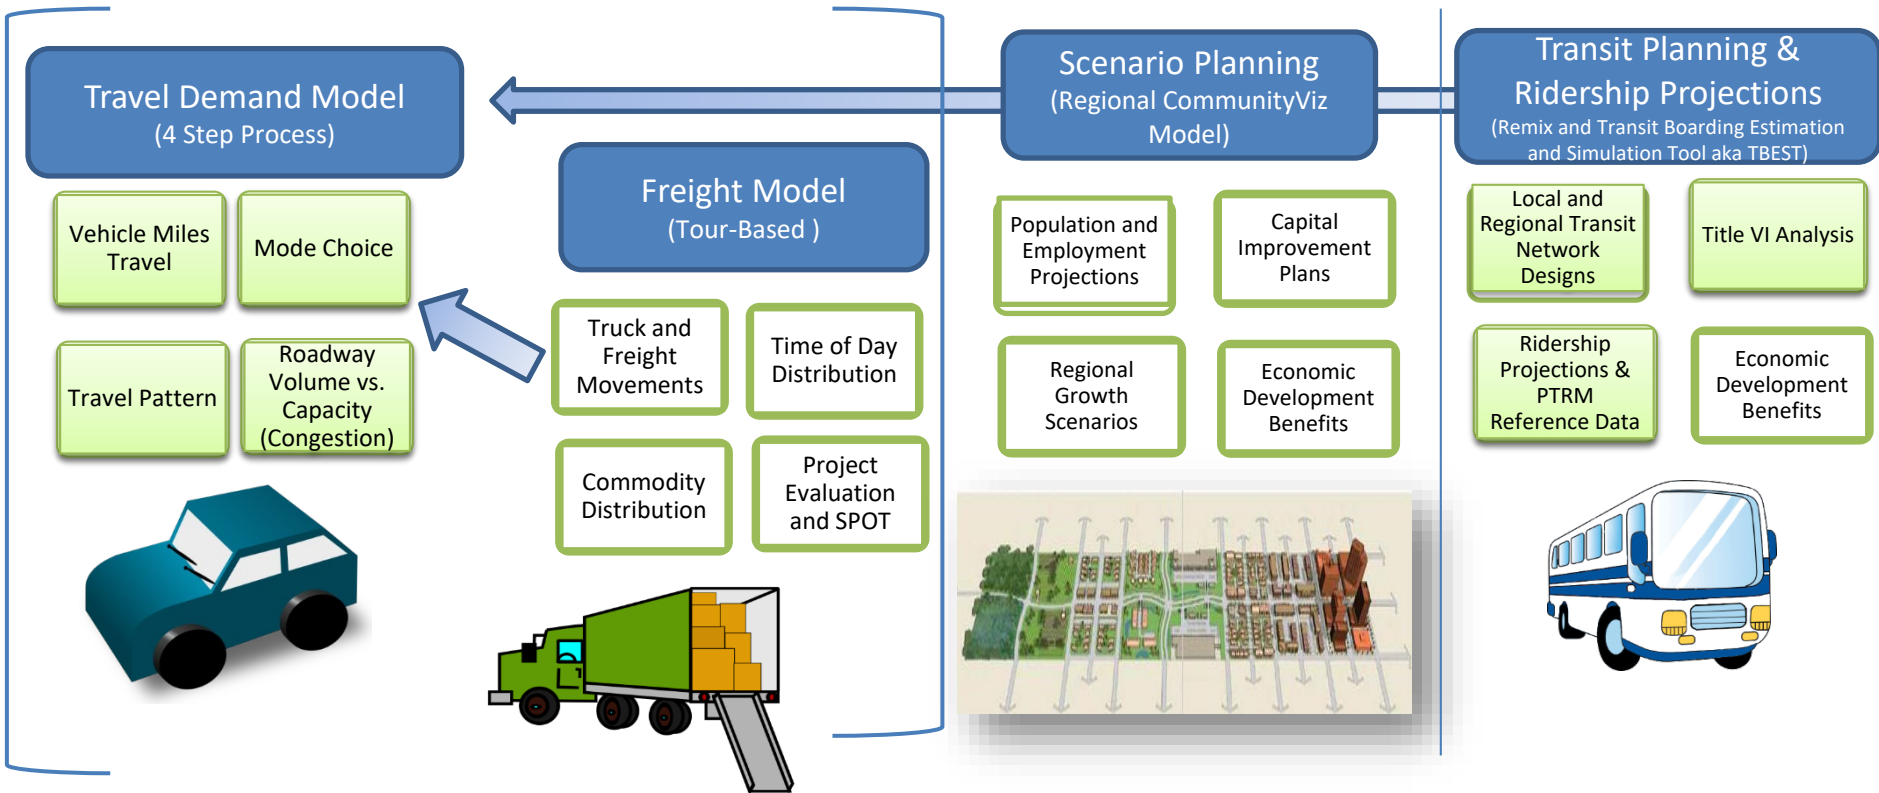 Travel Demand Model
(4 Step Process)
Vehicle Miles
Travel
Mode Choice
Travel Pattern
Roadway
Volume vs.
Capacity
(Congestion)
Freight Model
(Tour-Based )
Truck and
Freight
Movements
Time of Day
Distribution
Commodity
Distribution
Project
Evaluation
and SPOT
Scenario Planning
(Regional CommunityViz
Model)
Population and
Employment
Projections
Capital
Improvement
Plans
Regional
Growth
Scenarios
Economic
Development
Benefits
Transit Planning &
Ridership Projections
(Remix and Transit Boarding Estimation
and Simulation Tool aka TBEST)
Local and
Regional Transit
Network
Designs
Title VI Analysis
Ridership
Projections &
PTRM
Reference Data
Economic
Development
Benefits